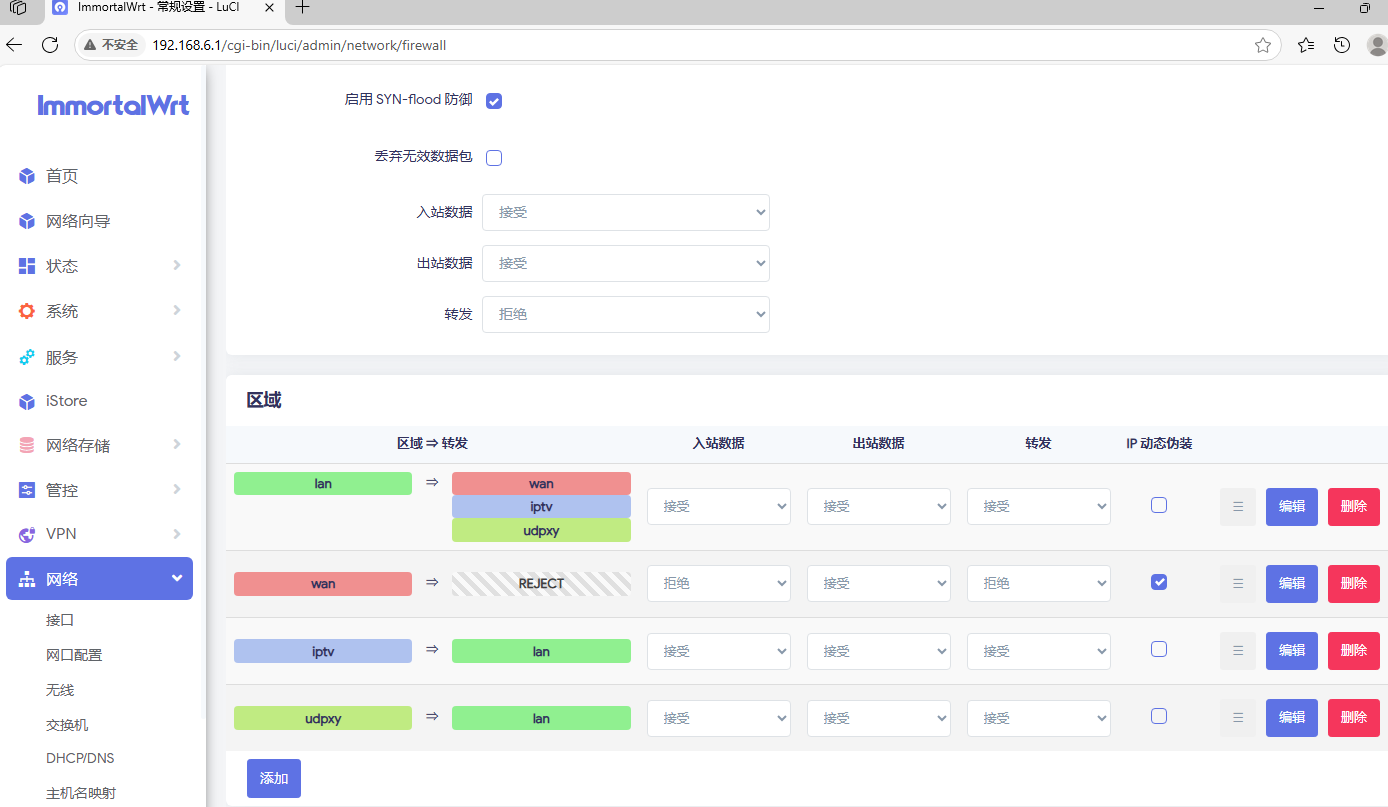 ImmortalWrt - 常规设置 - LuCI
不安全 192.168.6.1/cgi-bin/luci/admin/network/firewall
ImmortalWrt
首页
网络向导
状态
系统
服务
iStore
网络存储
管控
VPN
网络
接口
网口配置
无线
交换机
DHCP/DNS
主机名映射
启用 SYN-flood 防御
丢弃无效数据包
入站数据 接受
出站数据 接受
转发 拒绝
区域
区域 ⇒ 转发 入站数据 出站数据 转发 IP 动态伪装
lan ⇒ wan
iptv
udpxy
接受 接受 接受 编辑 删除
wan ⇒ REJECT 拒绝 接受 拒绝 编辑 删除
iptv ⇒ lan 接受 接受 接受 编辑 删除
udpxy ⇒ lan 接受 接受 接受 编辑 删除
添加